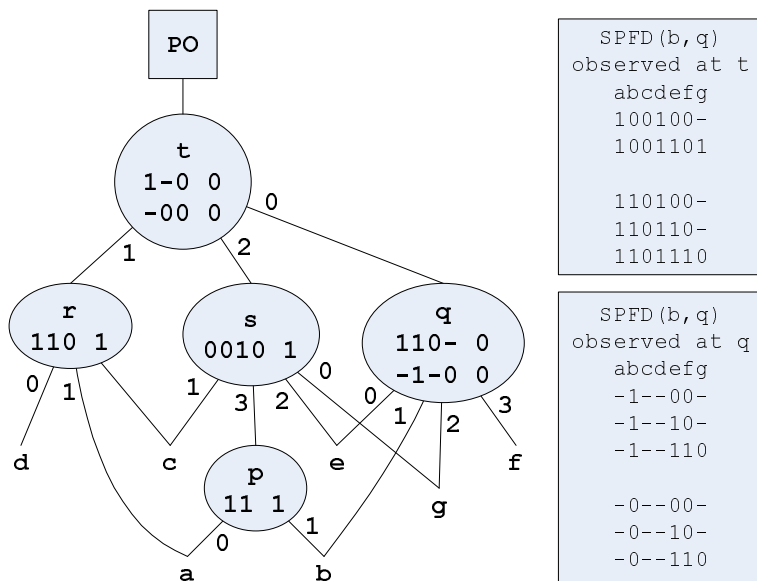 PO
t
1-0 0
-00 0
0
1
2
r
110 1
s
0010 1
q
110- 0
-1-0 0
0
1
1
3
2
0
0
1
2
3
d
c
e
f
p
11 1
g
0
1
a
b
SPFD(b,q)
observed at t
abcdefg
100100-
1001101
110100-
110110-
1101110
SPFD(b,q)
observed at q
abcdefg
-1--00-
-1--10-
-1--110
-0--00-
-0--10-
-0--110